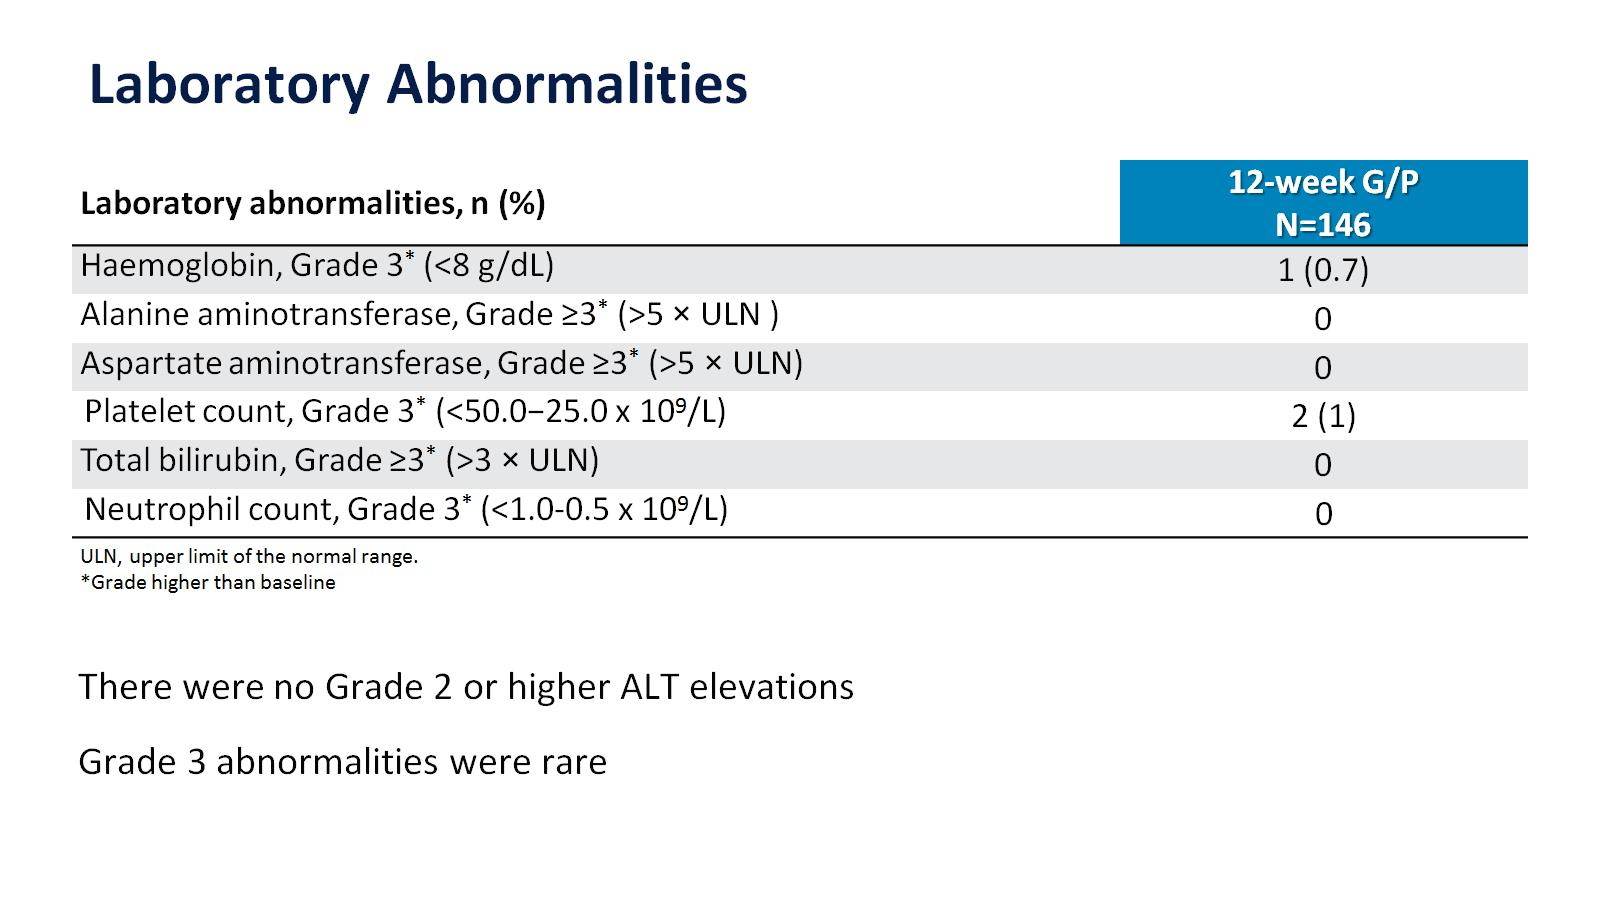 Laboratory Abnormalities
Laboratory abnormalities, n (%)
12-week G/P
N=146
Haemoglobin, Grade 3* (<8 g/dL) 1 (0.7)
Alanine aminotransferase, Grade ≥3* (>5 × ULN ) 0
Aspartate aminotransferase, Grade ≥3* (>5 × ULN) 0
Platelet count, Grade 3* (<50.0–25.0 x 10⁹/L) 2 (1)
Total bilirubin, Grade ≥3* (>3 × ULN) 0
Neutrophil count, Grade 3* (<1.0-0.5 x 10⁹/L) 0
ULN, upper limit of the normal range.
*Grade higher than baseline
There were no Grade 2 or higher ALT elevations
Grade 3 abnormalities were rare